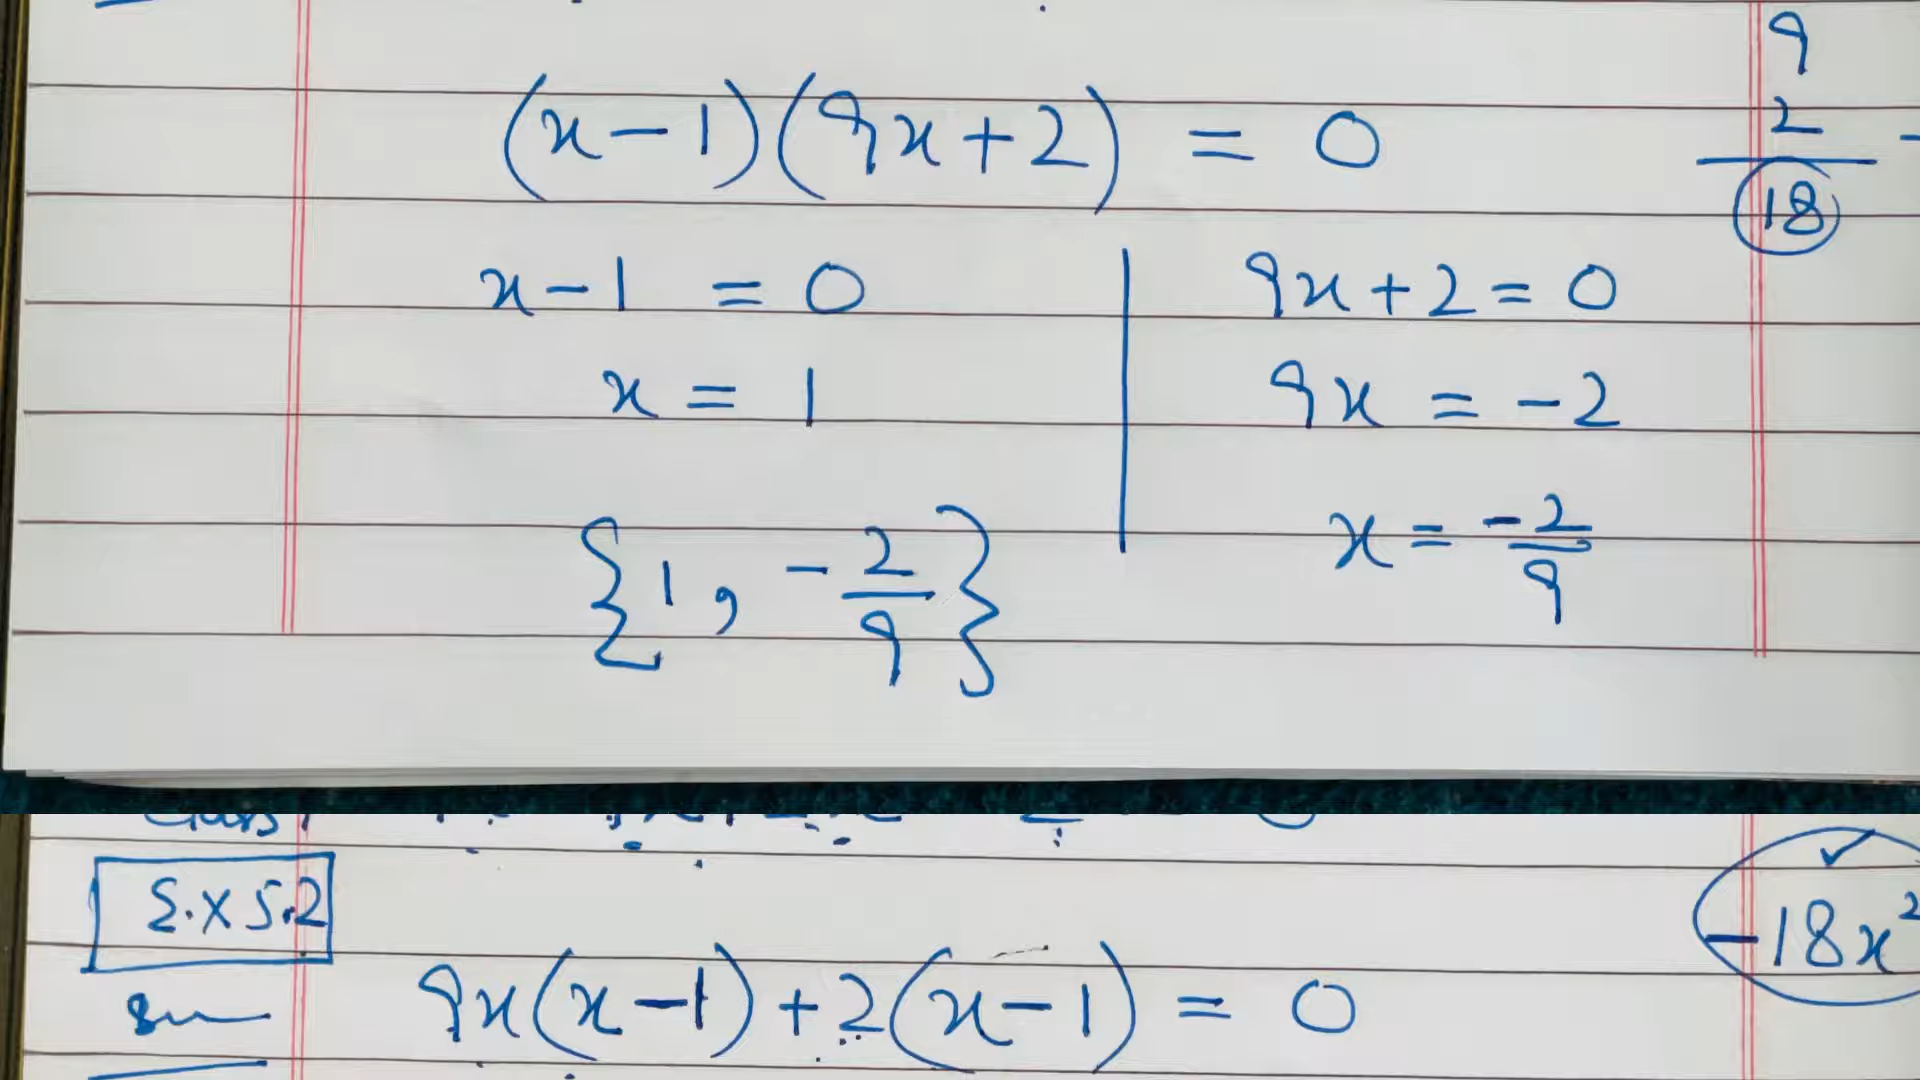 9
(x-1)(9x+2) = 0
2
18
x-1 = 0
9x+2 = 0
x = 1
9x = -2
x = -2/9
{1, -2/9}
Ex 5.2
-18x²
9x(x-1)+2(x-1) = 0